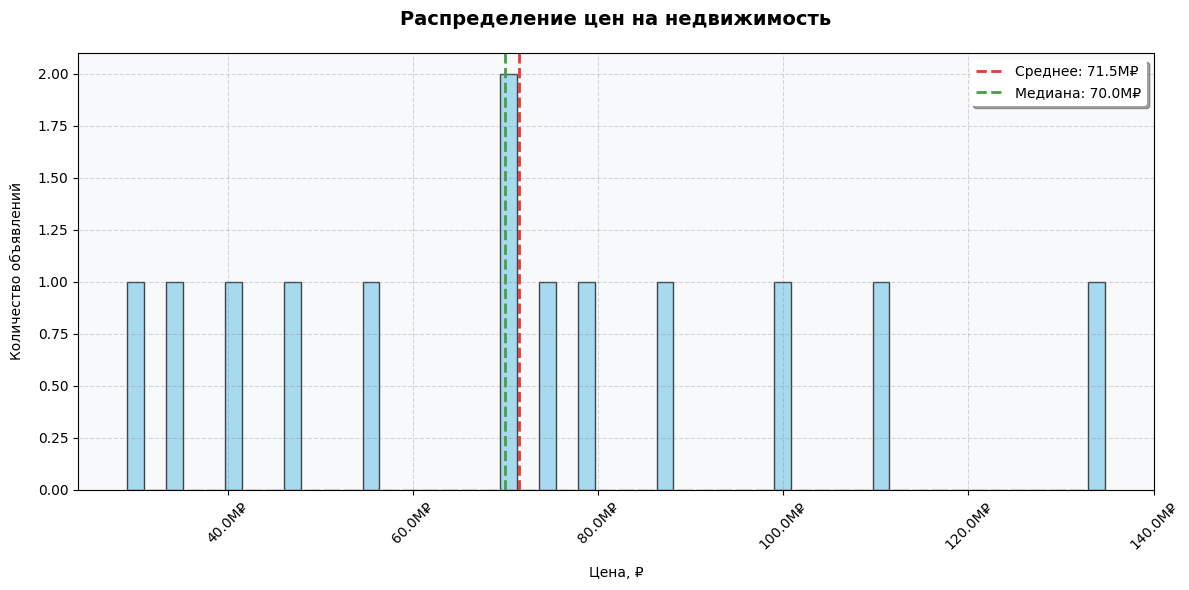 Распределение цен на недвижимость
Среднее: 71.5M₽
Медиана: 70.0M₽
Количество объявлений
2.00
1.75
1.50
1.25
1.00
0.75
0.50
0.25
0.00
40.0M₽
60.0M₽
80.0M₽
100.0M₽
120.0M₽
140.0M₽
Цена, ₽